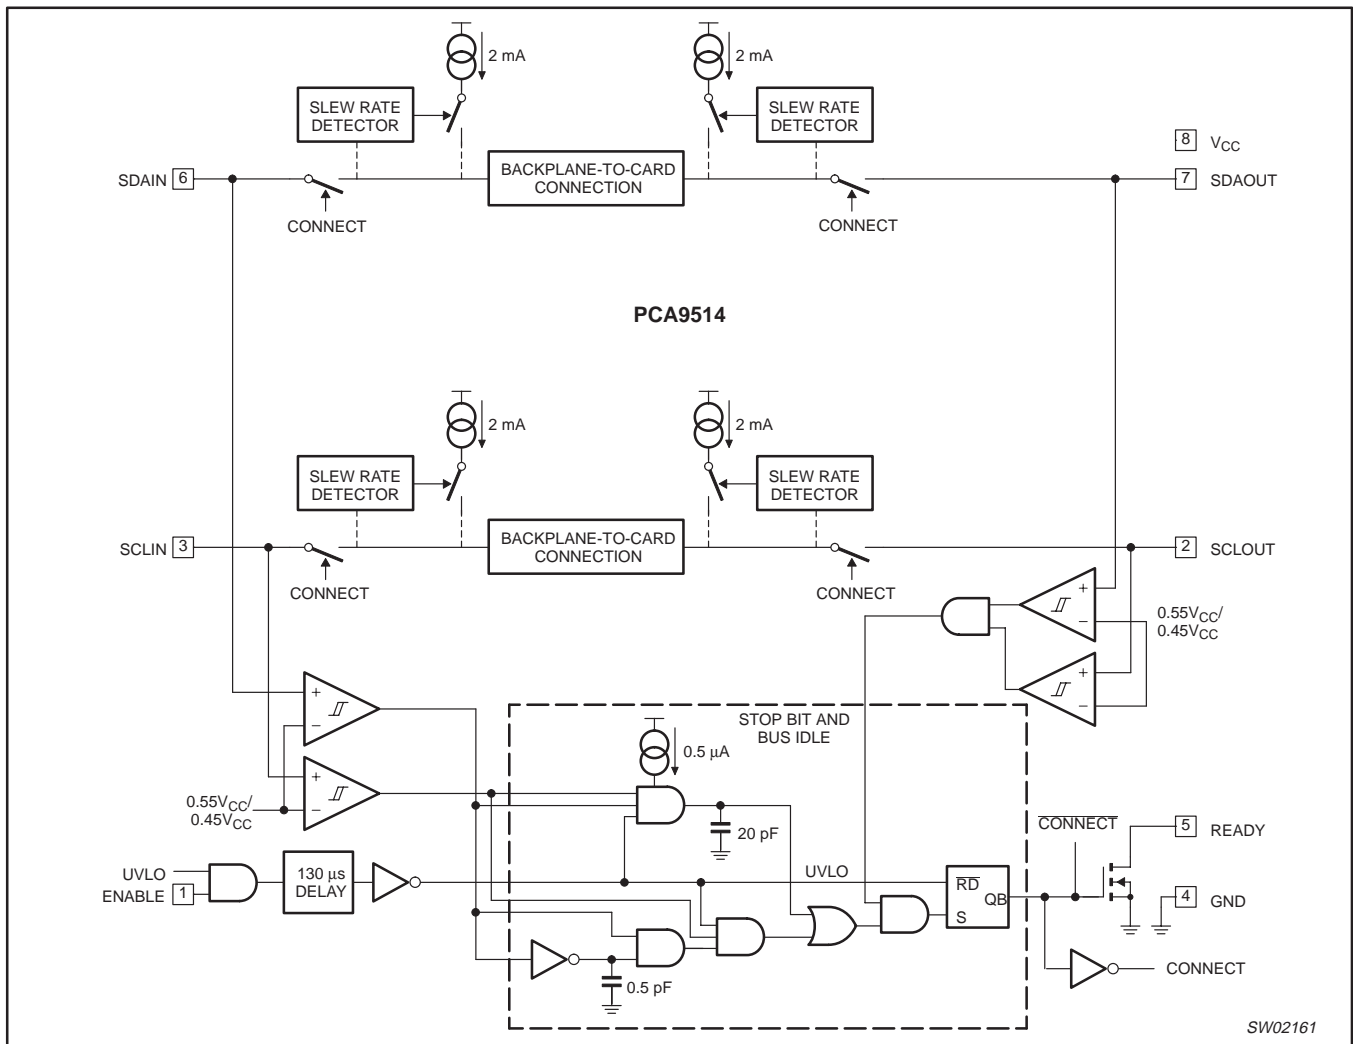 2 mA
2 mA
SLEW RATE
DETECTOR
SLEW RATE
DETECTOR
8 VCC
SDAIN 6
BACKPLANE-TO-CARD
CONNECTION
7 SDAOUT
CONNECT
CONNECT
PCA9514
2 mA
2 mA
SLEW RATE
DETECTOR
SLEW RATE
DETECTOR
SCLIN 3
BACKPLANE-TO-CARD
CONNECTION
2 SCLOUT
CONNECT
CONNECT
+
–
0.55VCC/
0.45VCC
+
–
+
–
STOP BIT AND
BUS IDLE
0.5 µA
+
–
0.55VCC/
0.45VCC
20 pF
CONNECT
5 READY
UVLO
ENABLE 1
130 µs
DELAY
UVLO
RD
QB
S
4 GND
0.5 pF
CONNECT
SW02161